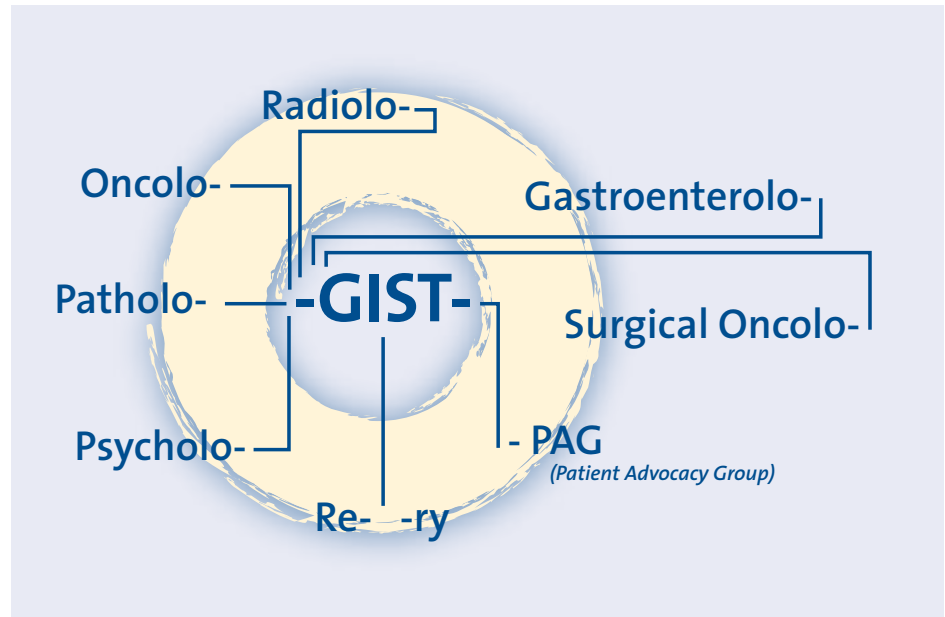 Radiolo-
Oncolo-
Gastroenterolo-
Patholo-
-GIST-
Surgical Oncolo-
Psycholo-
- PAG
(Patient Advocacy Group)
Re- -ry